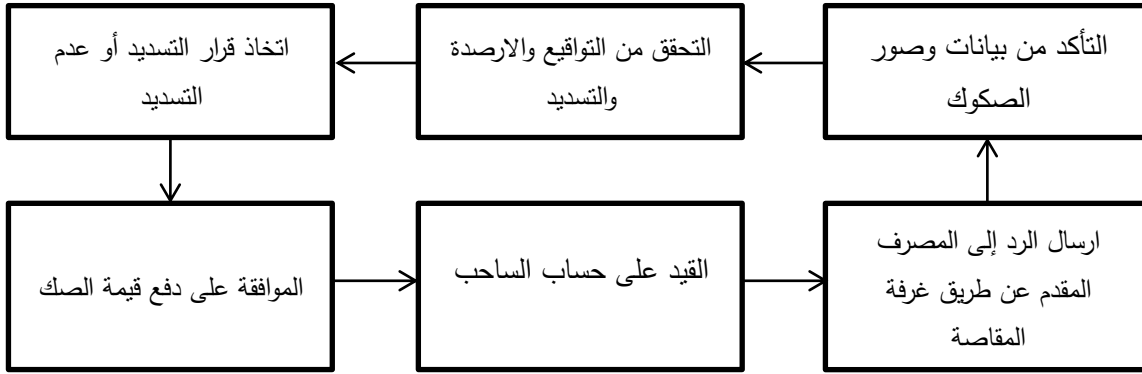 التأكد من بيانات وصور
الصكوك
التحقق من التواقيع والارصدة
والتسديد
اتخاذ قرار التسديد أو عدم
التسديد
الموافقة على دفع قيمة الصك
القيد على حساب الساحب
ارسال الرد إلى المصرف
المقدم عن طريق غرفة
المقاصة